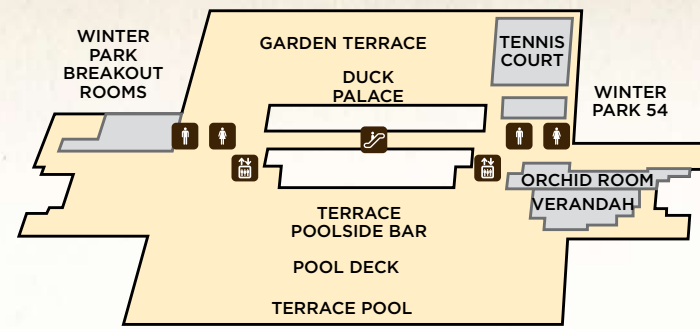 WINTER
PARK
BREAKOUT
ROOMS
GARDEN TERRACE
TENNIS
COURT
DUCK
PALACE
WINTER
PARK 54
ORCHID ROOM
VERANDAH
TERRACE
POOLSIDE BAR
POOL DECK
TERRACE POOL